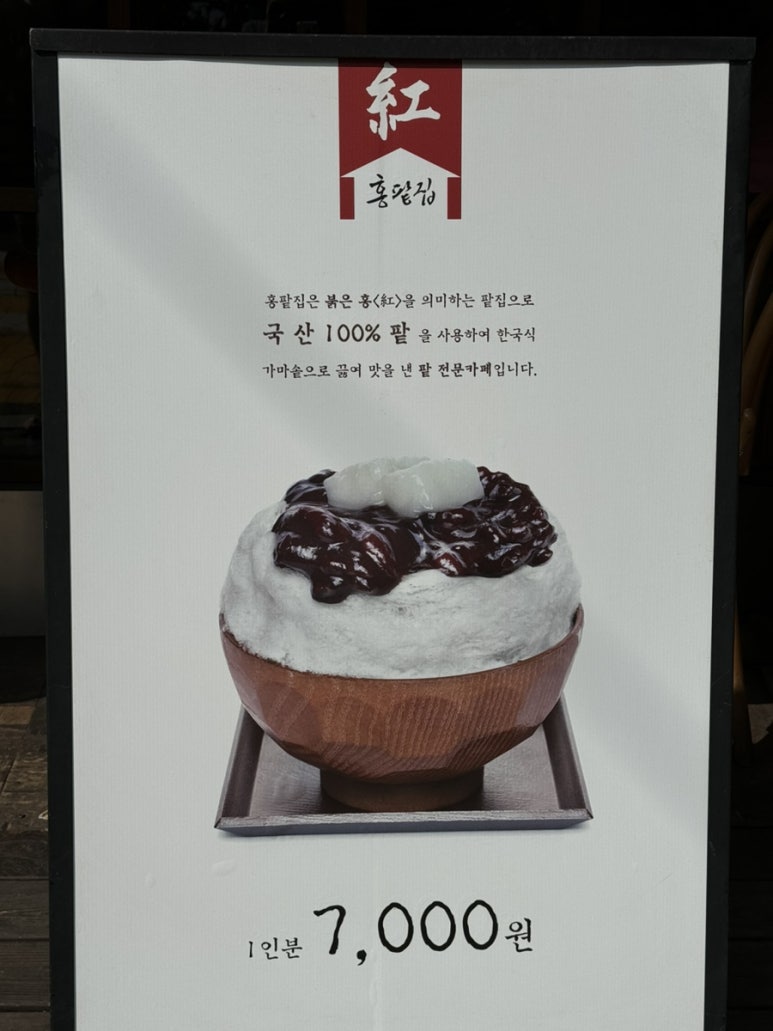 紅
홍팥집
홍팥집은 붉은 홍<紅>을 의미하는 팥집으로
국 산 100% 팥 을 사용하여 한국식
가마솥으로 끓여 맛을 낸 팥 전문카페입니다.
1인분 7,000원